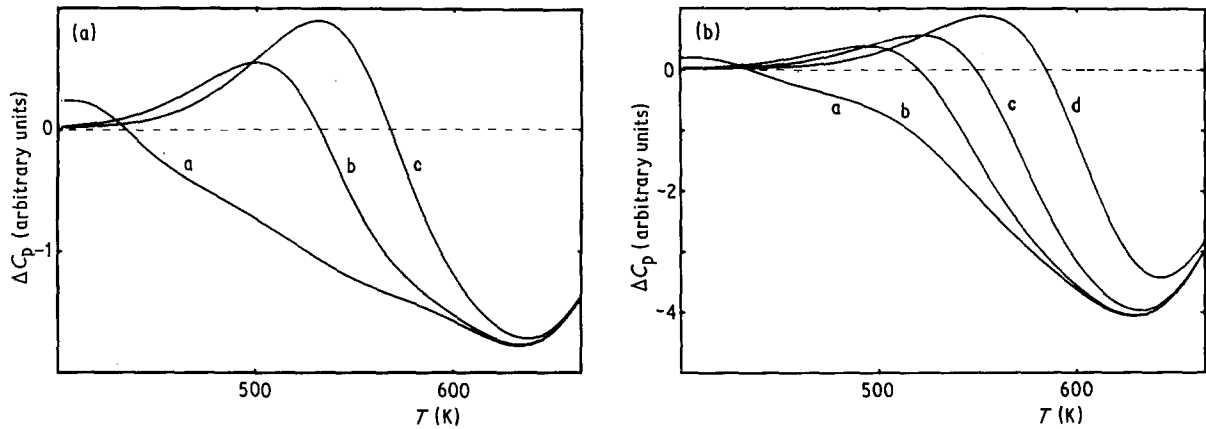 (a)
0
-1
ΔCp (arbitrary units)
a
b
c
500
600
T (K)
(b)
0
-2
-4
ΔCp (arbitrary units)
a
b
c
d
500
600
T (K)